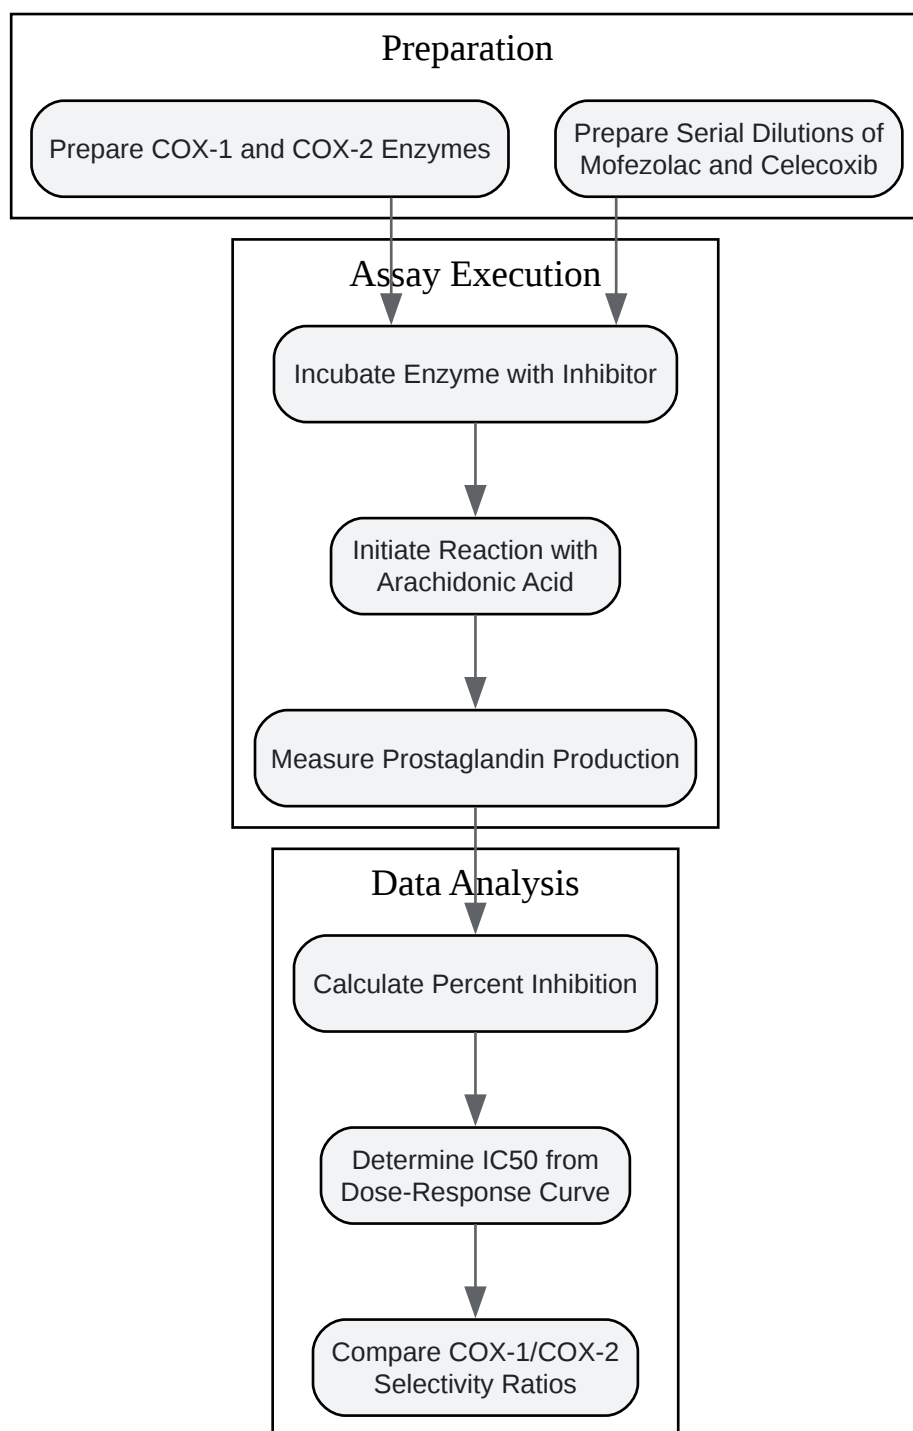 Preparation
Prepare COX-1 and COX-2 Enzymes
Prepare Serial Dilutions of
Mofezolac and Celecoxib
Assay Execution
Incubate Enzyme with Inhibitor
Initiate Reaction with
Arachidonic Acid
Measure Prostaglandin Production
Data Analysis
Calculate Percent Inhibition
Determine IC50 from
Dose-Response Curve
Compare COX-1/COX-2
Selectivity Ratios